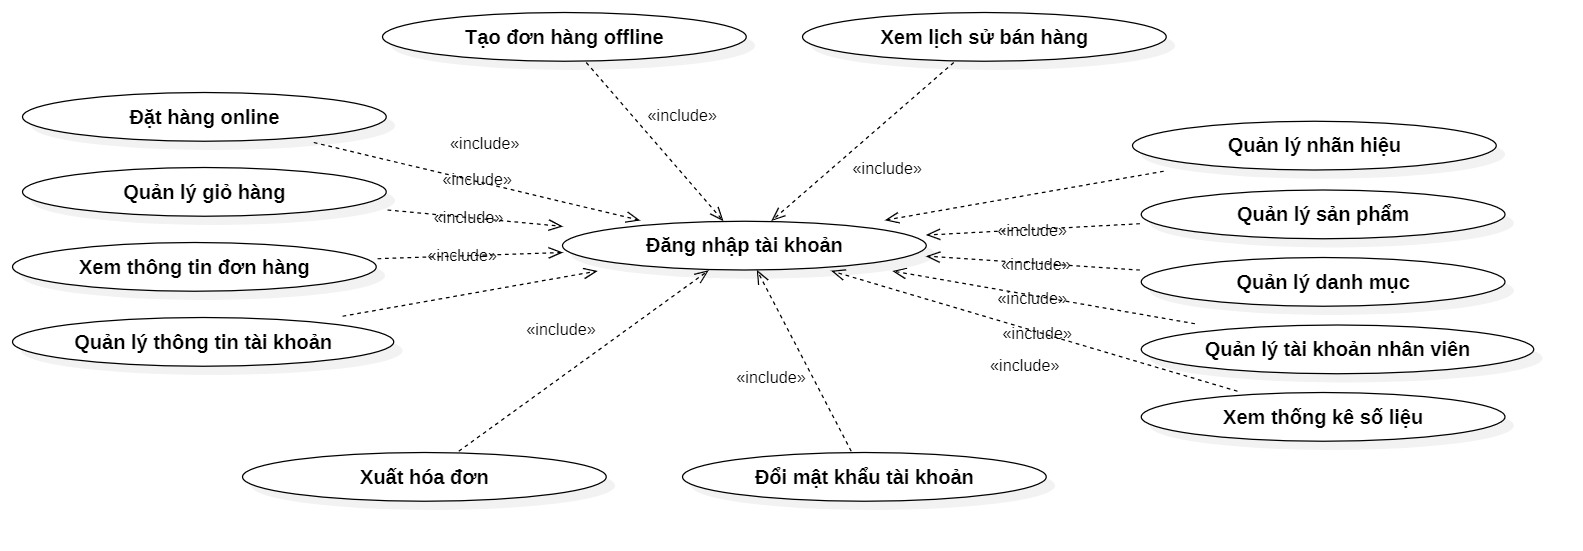 Tạo đơn hàng offline
Xem lịch sử bán hàng
Đặt hàng online
«include»
«include»
Quản lý nhãn hiệu
«include»
«include»
Quản lý giỏ hàng
Quản lý sản phẩm
«include»
«include»
Đăng nhập tài khoản
«include»
Xem thông tin đơn hàng
«include»
Quản lý danh mục
«include»
Quản lý thông tin tài khoản
«include»
«include»
Quản lý tài khoản nhân viên
«include»
«include»
Xem thống kê số liệu
Xuất hóa đơn
Đổi mật khẩu tài khoản